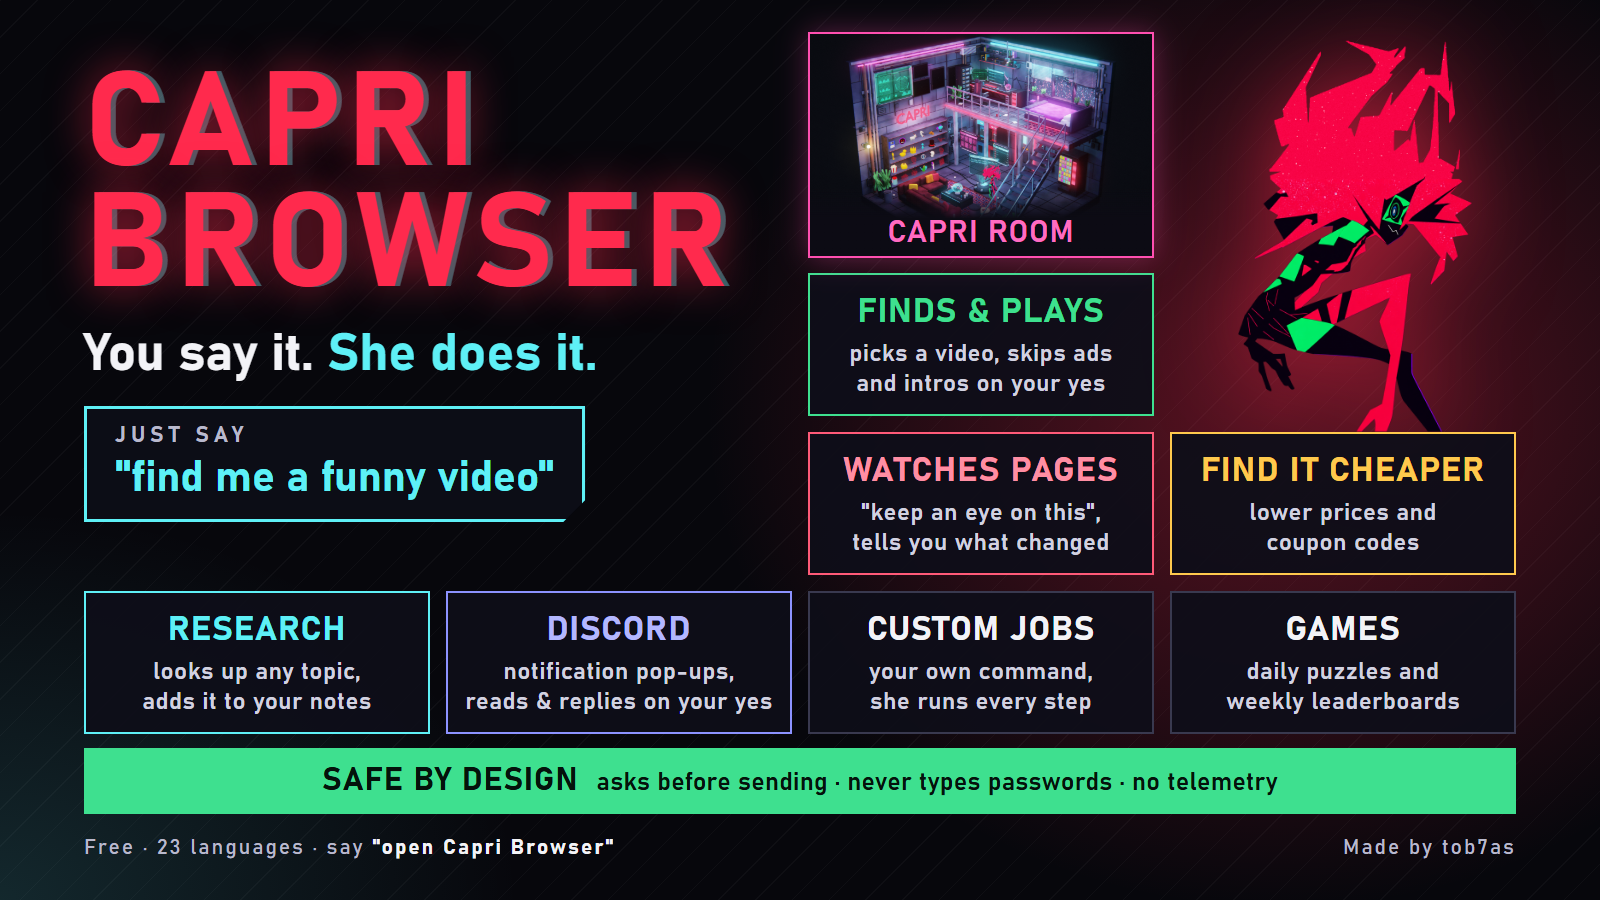 CAPRI
BROWSER
You say it. She does it.
JUST SAY
"find me a funny video"
CAPRI
CAPRI ROOM
FINDS & PLAYS
picks a video, skips ads
and intros on your yes
WATCHES PAGES
"keep an eye on this",
tells you what changed
FIND IT CHEAPER
lower prices and
coupon codes
RESEARCH
looks up any topic,
adds it to your notes
DISCORD
notification pop-ups,
reads & replies on your yes
CUSTOM JOBS
your own command,
she runs every step
GAMES
daily puzzles and
weekly leaderboards
SAFE BY DESIGN asks before sending · never types passwords · no telemetry
Free · 23 languages · say "open Capri Browser"
Made by tob7as